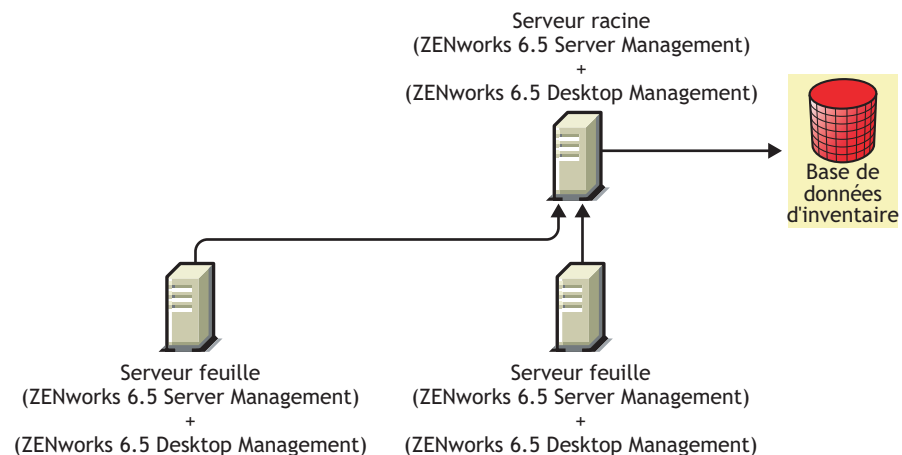 Serveur racine
(ZENworks 6.5 Server Management)
+
(ZENworks 6.5 Desktop Management)
Base de
données
d'inventaire
Serveur feuille
(ZENworks 6.5 Server Management)
+
(ZENworks 6.5 Desktop Management)
Serveur feuille
(ZENworks 6.5 Server Management)
+
(ZENworks 6.5 Desktop Management)